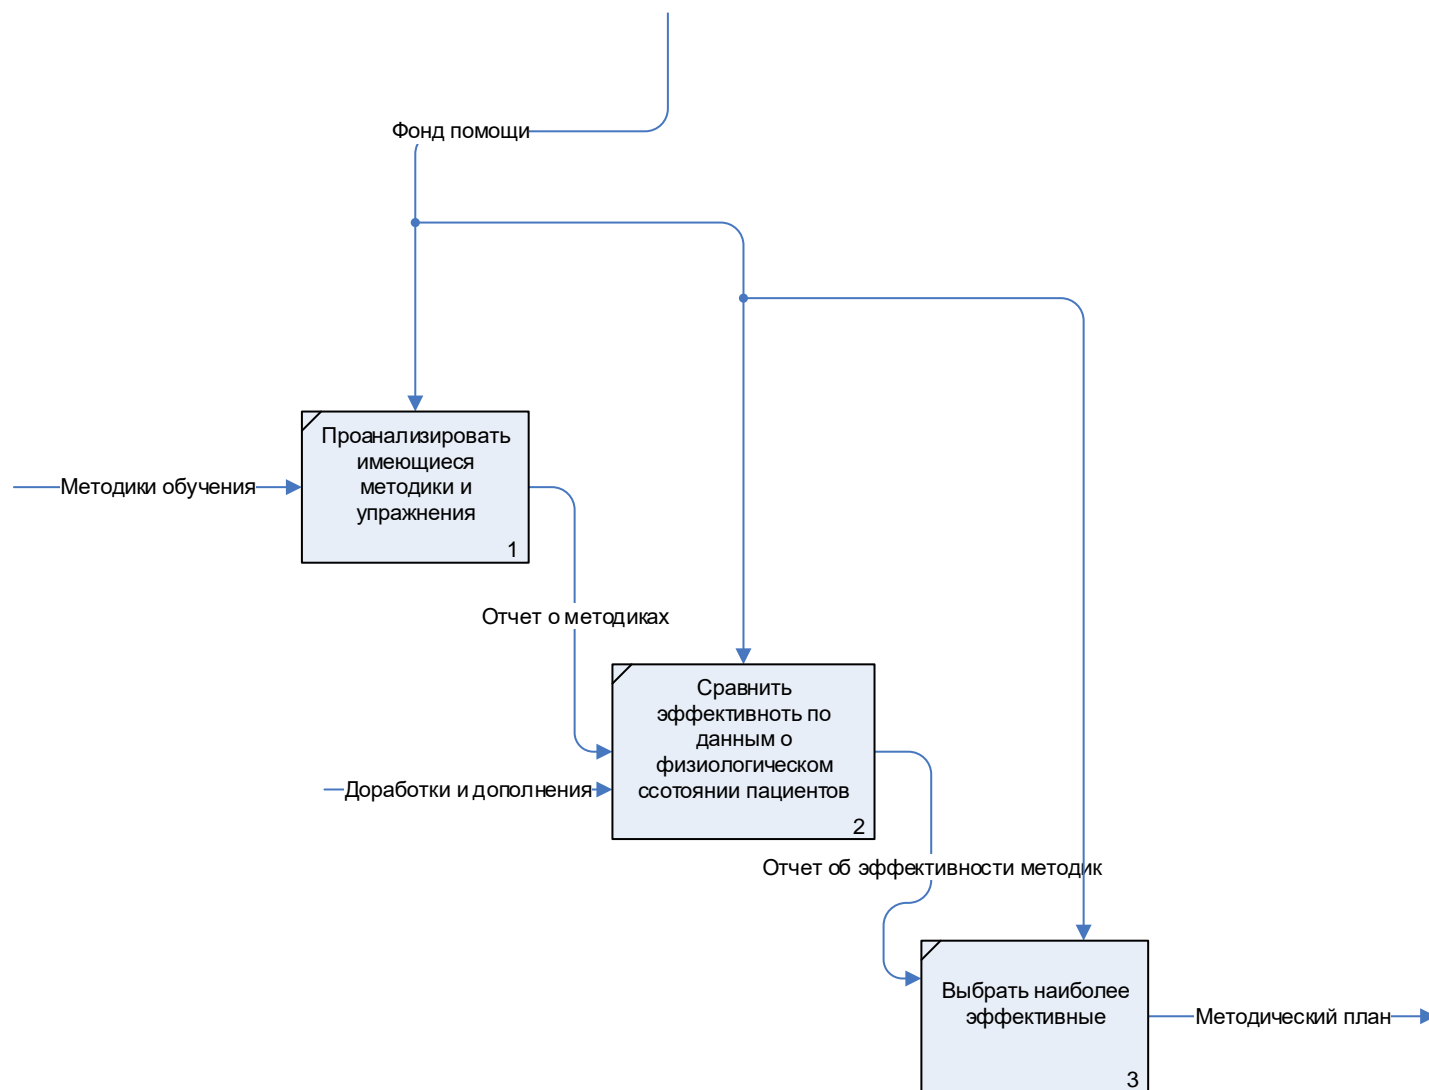 Фонд помощи
Проанализировать
имеющиеся
методики и
упражнения
1
Методики обучения
Отчет о методиках
Сравнить
эффективноть по
данным о
физиологическом
ссотоянии пациентов
2
Доработки и дополнения
Отчет об эффективности методик
Выбрать наиболее
эффективные
3
Методический план